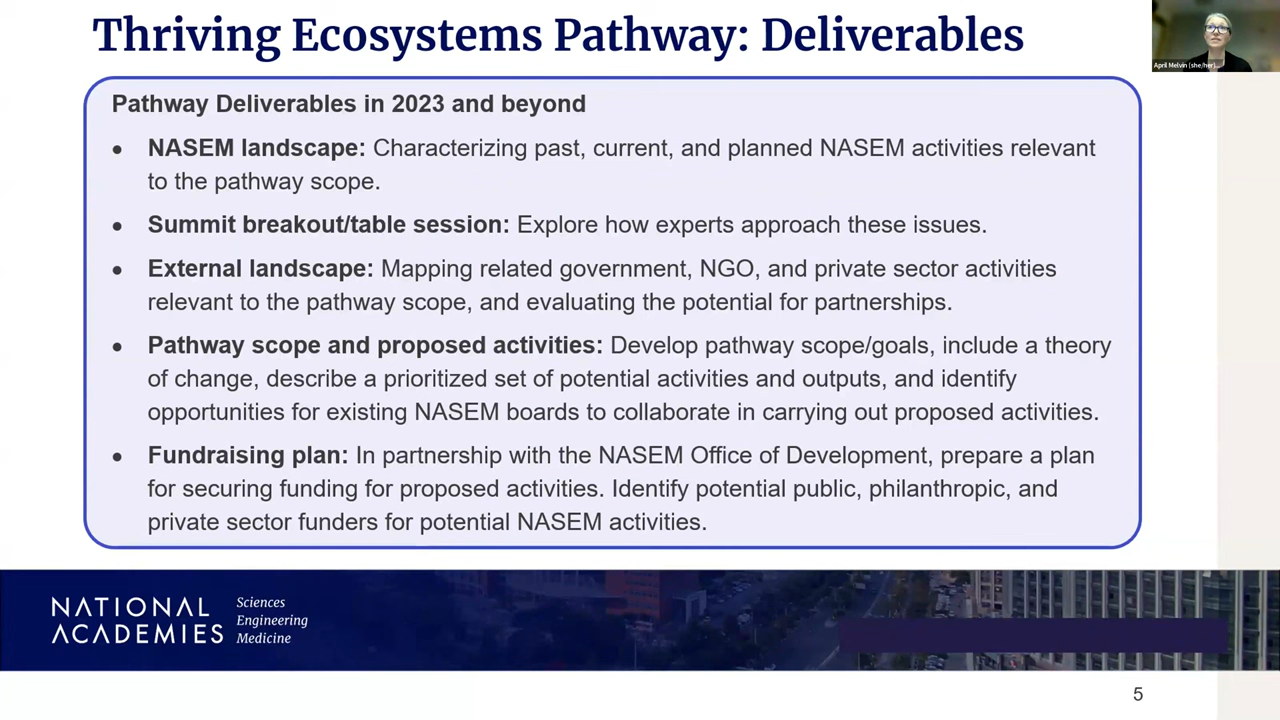 Thriving Ecosystems Pathway: Deliverables
April Melvin (she/her)...
Pathway Deliverables in 2023 and beyond
• NASEM landscape: Characterizing past, current, and planned NASEM activities relevant
to the pathway scope.
• Summit breakout/table session: Explore how experts approach these issues.
• External landscape: Mapping related government, NGO, and private sector activities
relevant to the pathway scope, and evaluating the potential for partnerships.
• Pathway scope and proposed activities: Develop pathway scope/goals, include a theory
of change, describe a prioritized set of potential activities and outputs, and identify
opportunities for existing NASEM boards to collaborate in carrying out proposed activities.
• Fundraising plan: In partnership with the NASEM Office of Development, prepare a plan
for securing funding for proposed activities. Identify potential public, philanthropic, and
private sector funders for potential NASEM activities.
NATIONAL
ACADEMIES
Sciences
Engineering
Medicine
5